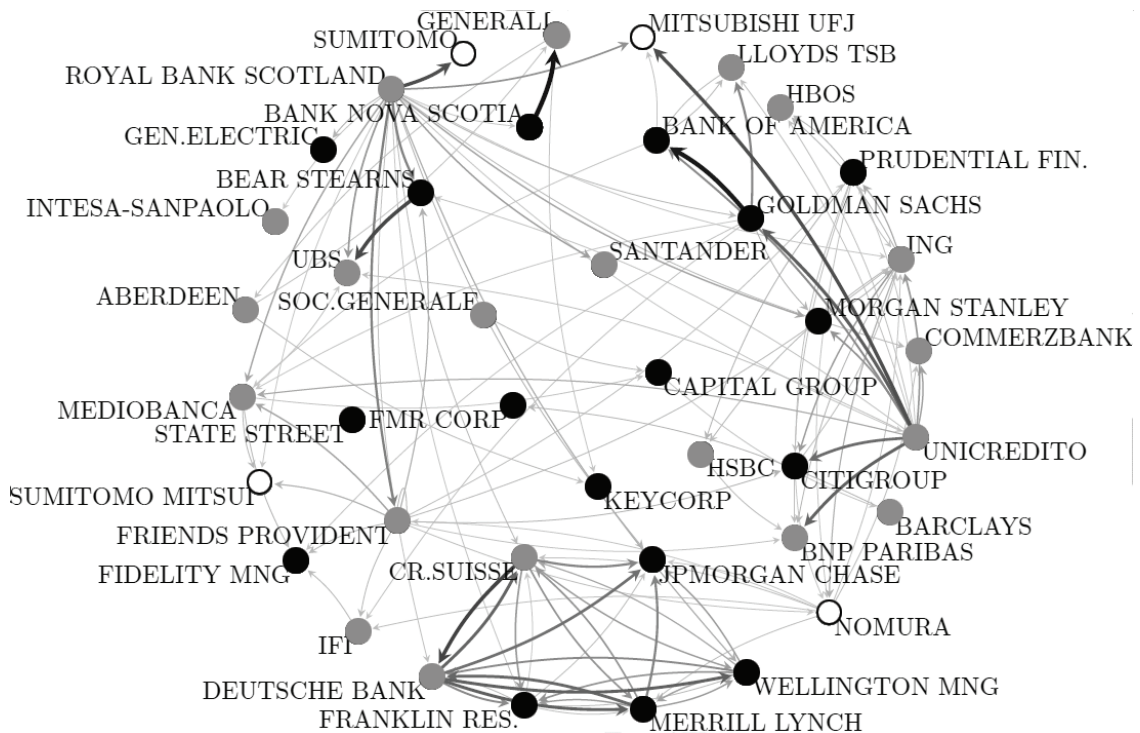 GENERALI
MITSUBISHI UFJ
SUMITOMO
LLOYDS TSB
ROYAL BANK SCOTLAND
HBOS
BANK NOVA SCOTIA
BANK OF AMERICA
GEN.ELECTRIC
PRUDENTIAL FIN.
BEAR STEARNS
GOLDMAN SACHS
INTESA-SANPAOLO
ING
SANTANDER
UBS
ABERDEEN
SOC.GENERALE
MORGAN STANLEY
COMMERZBANK
CAPITAL GROUP
MEDIOBANCA
FMR CORP
STATE STREET
UNICREDITO
HSBC
CITIGROUP
SUMITOMO MITSUI
KEYCORP
BARCLAYS
FRIENDS PROVIDENT
BNP PARIBAS
FIDELITY MNG
CR.SUISSE
JPMORGAN CHASE
NOMURA
IFI
DEUTSCHE BANK
WELLINGTON MNG
FRANKLIN RES.
MERRILL LYNCH